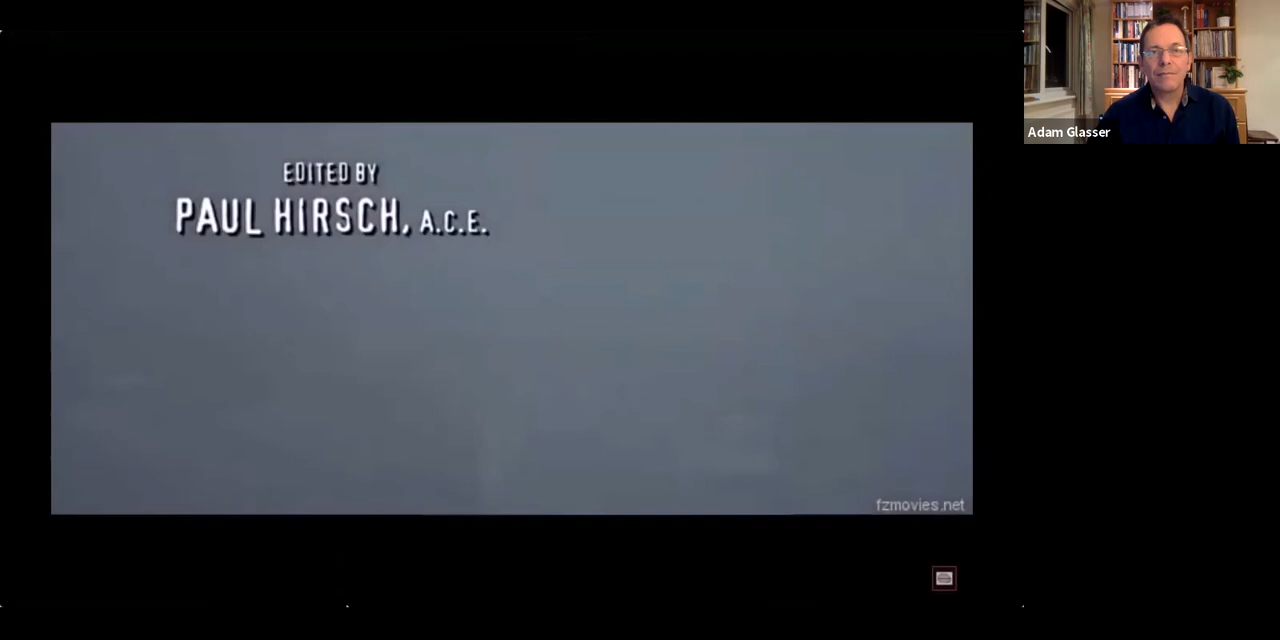 EDITED BY
PAUL HIRSCH, A.C.E.
fzmovies.net
Adam Glasser